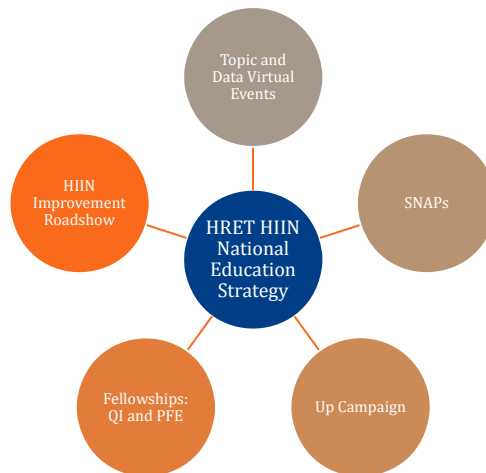 Topic and
Data Virtual
Events
HIIN
Improvement
Roadshow
SNAPs
HRET HIIN
National
Education
Strategy
Fellowships:
QI and PFE
Up Campaign